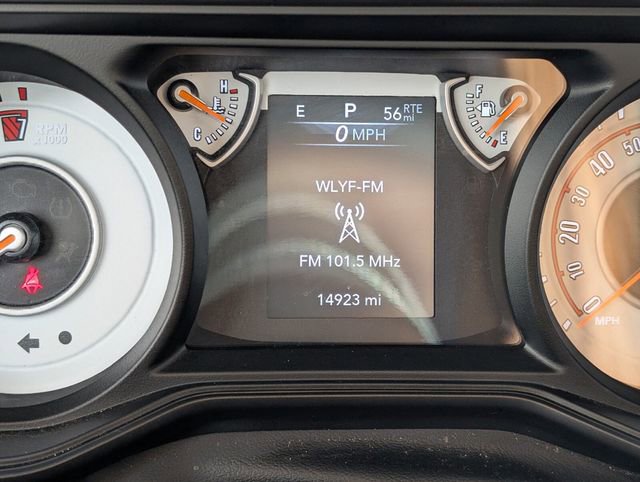 E P 56 RTE mi
0 MPH
H
C
F
E
7
RPM
x1000
WLYF-FM
FM 101.5 MHz
14923 mi
50
40
30
20
10
0
MPH